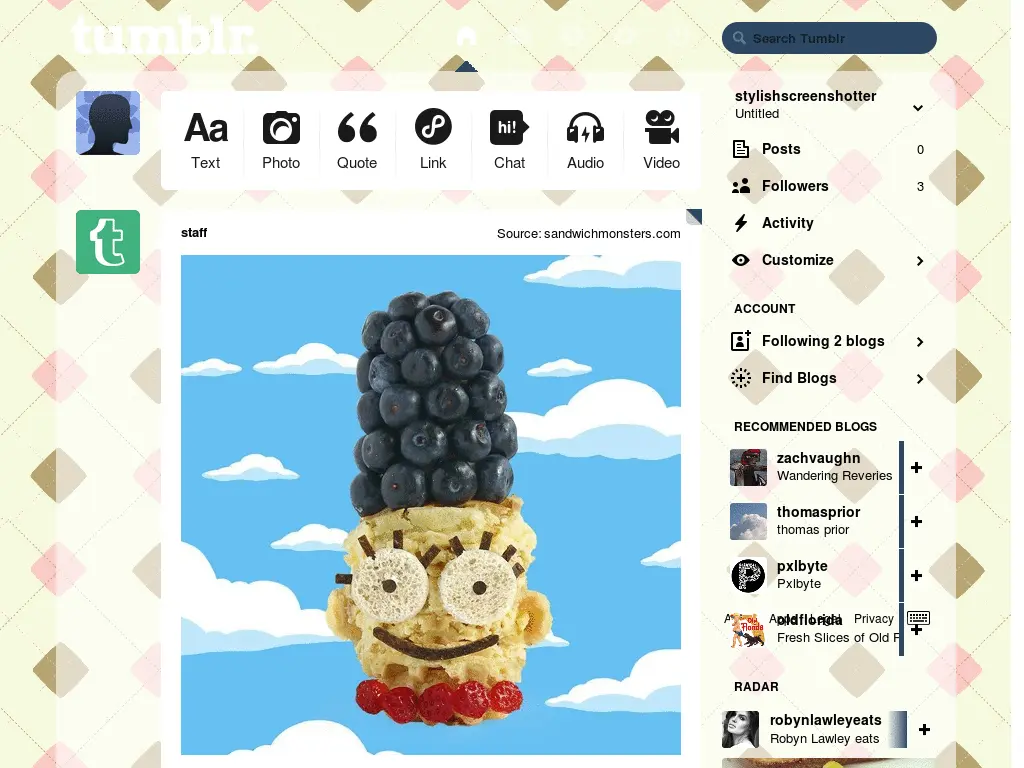 tumblr.
Search Tumblr
Aa
hi!
Text
Photo
Quote
Link
Chat
Audio
Video
staff
Source: sandwichmonsters.com
stylishscreenshotter
Untitled
Posts 0
Followers 3
Activity
Customize
ACCOUNT
Following 2 blogs
Find Blogs
RECOMMENDED BLOGS
zachvaughn
Wandering Reveries
thomasprior
thomas prior
pxlbyte
Pxlbyte
Legal Privacy
oldflorida
Fresh Slices of Old F
RADAR
robynlawleyeats
Robyn Lawley eats